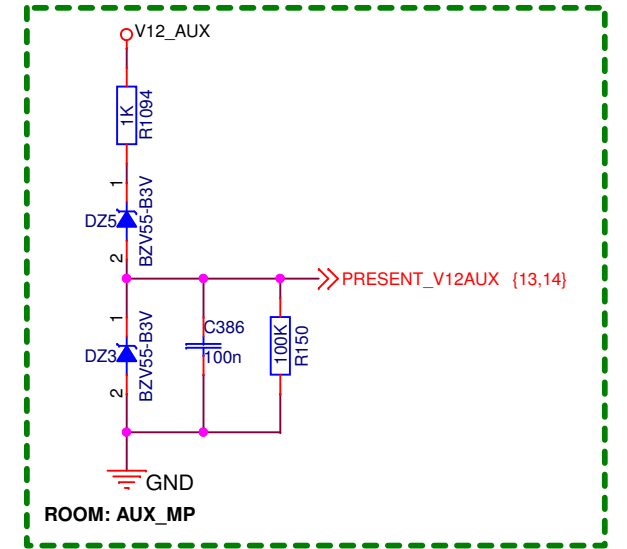 V12_AUX
1K
R1094
1
DZ5
BZV55-B3V
2
PRESENT_V12AUX {13,14}
1
DZ3
BZV55-B3V
2
C386
100n
100K
R150
GND
ROOM: AUX_MP